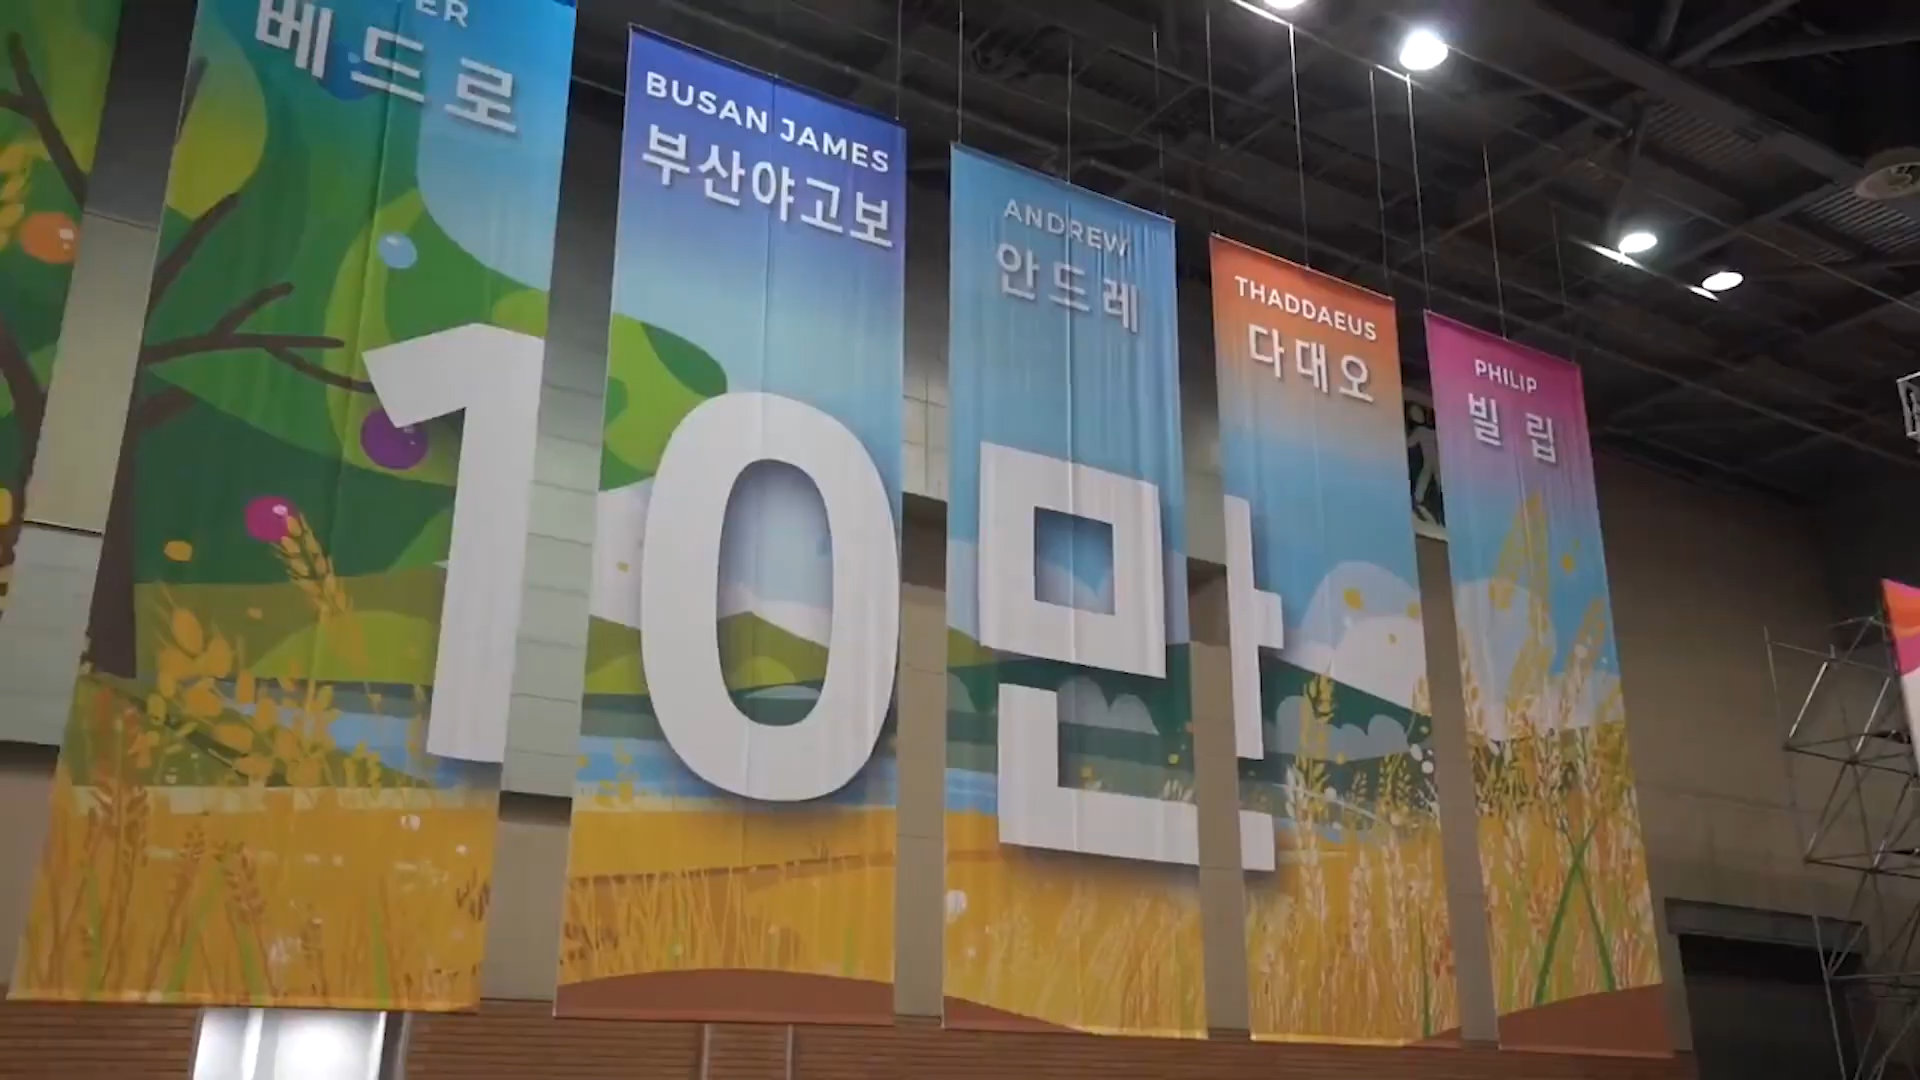 ER
베드로
BUSAN JAMES
부산야고보
ANDREW
안드레
THADDAEUS
다대오
PHILIP
빌립
10만